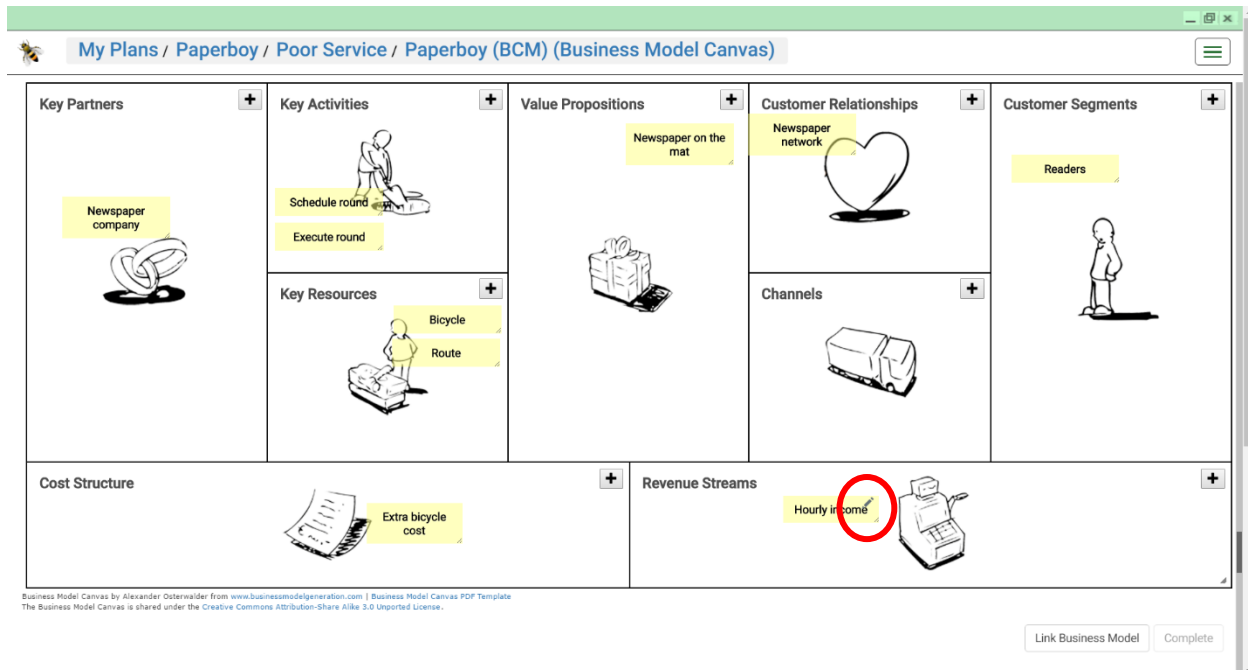 My Plans / Paperboy / Poor Service / Paperboy (BCM) (Business Model Canvas)
Key Partners
Newspaper
company
Key Activities
Schedule round
Execute round
Key Resources
Bicycle
Route
Value Propositions
Newspaper on the
mat
Customer Relationships
Newspaper
network
Channels
Customer Segments
Readers
Cost Structure
Extra bicycle
cost
Revenue Streams
Hourly income
Business Model Canvas by Alexander Osterwalder from www.businessmodelgeneration.com | Business Model Canvas PDF Template
The Business Model Canvas is shared under the Creative Commons Attribution-Share Alike 3.0 Unported License.
Link Business Model
Complete